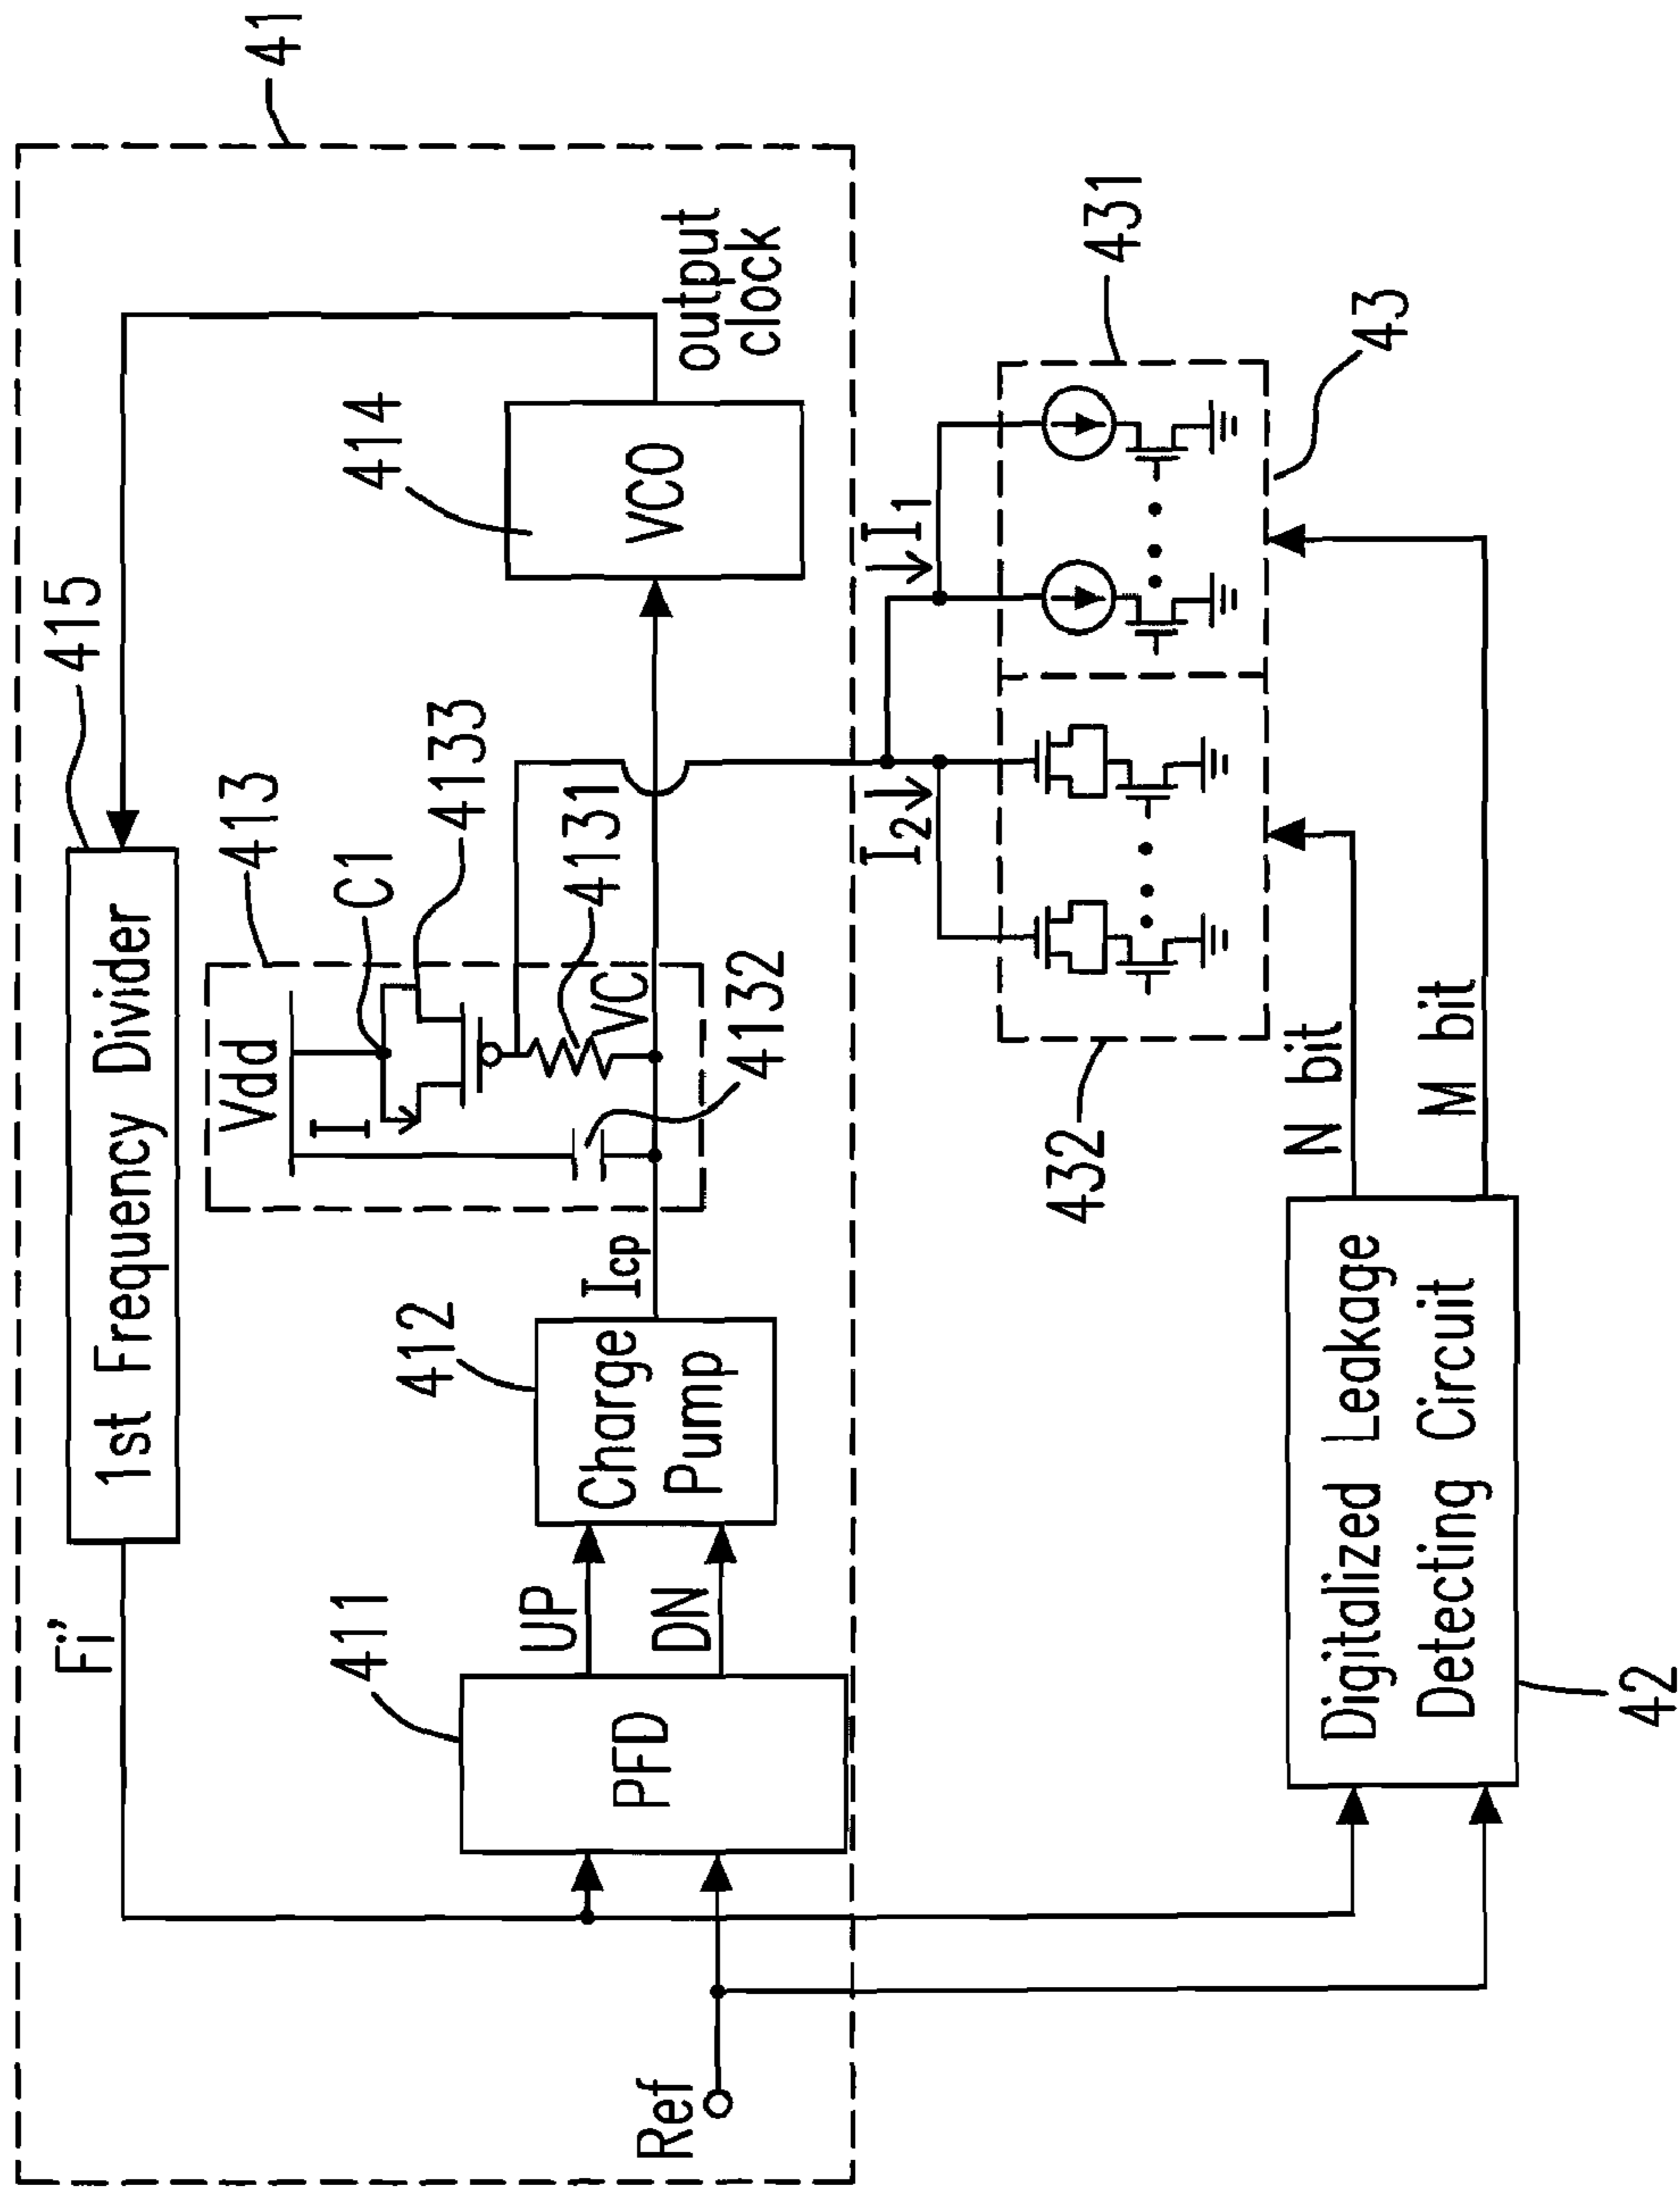 41
415
1st Frequency Divider
Fi"
413
Vdd
I
C1
4133
414
VCO
output
clock
4131
VC
4132
412
Icp
Charge
Pump
411
UP
DN
PFD
Ref
I2
I1
431
432
43
N bit
M bit
Digitalized Leakage
Detecting Circuit
42